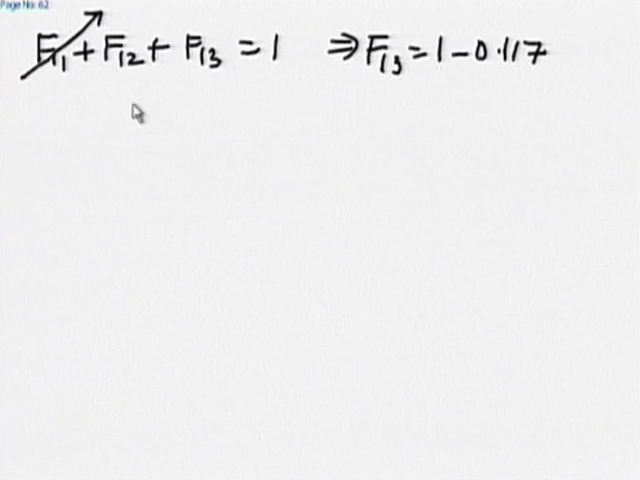 Page No: 62
F₁₁ + F₁₂ + F₁₃ = 1 ⇒ F₁₃ = 1 - 0.117